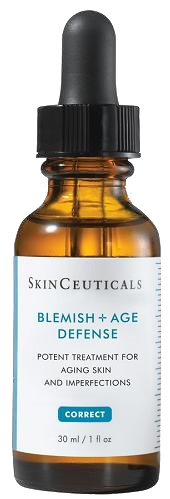 SKINCEUTICALS
BLEMISH + AGE
DEFENSE
POTENT TREATMENT FOR
AGING SKIN
AND IMPERFECTIONS
CORRECT
30 ml / 1 fl oz